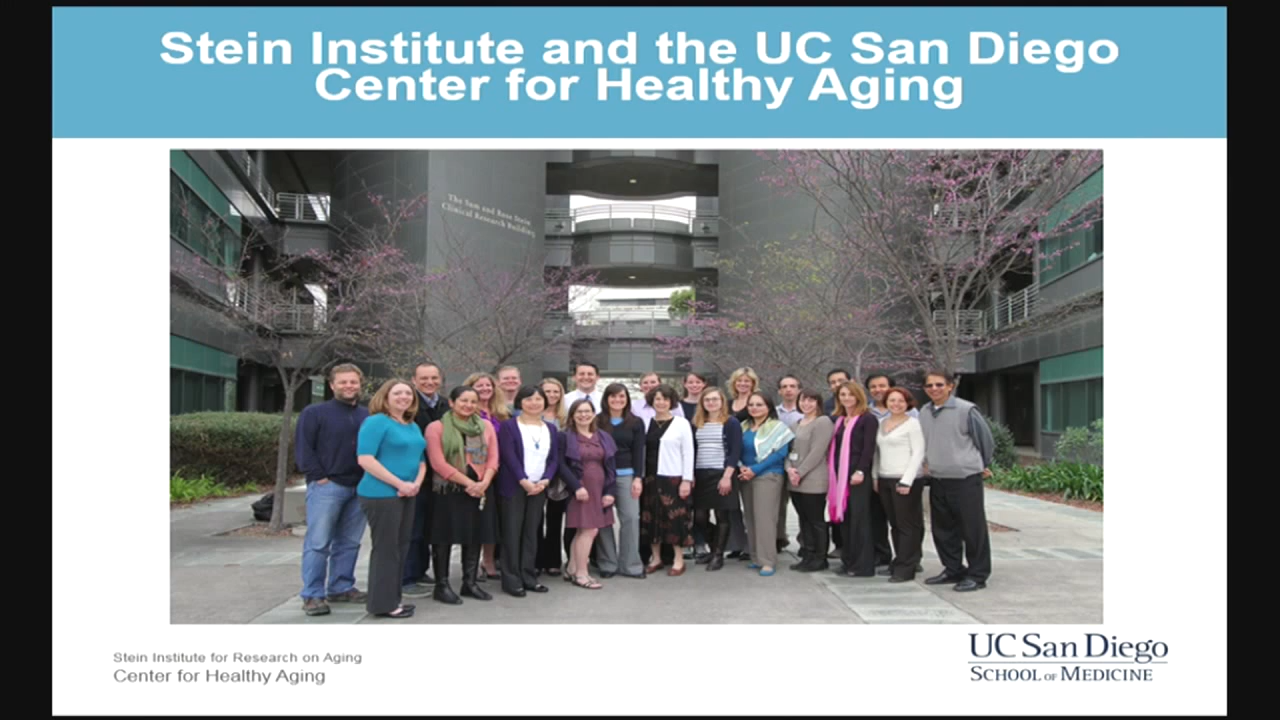 Stein Institute and the UC San Diego
Center for Healthy Aging
The Sam and Rose Stein
Clinical Research Building
Stein Institute for Research on Aging
Center for Healthy Aging
UC San Diego
SCHOOL OF MEDICINE